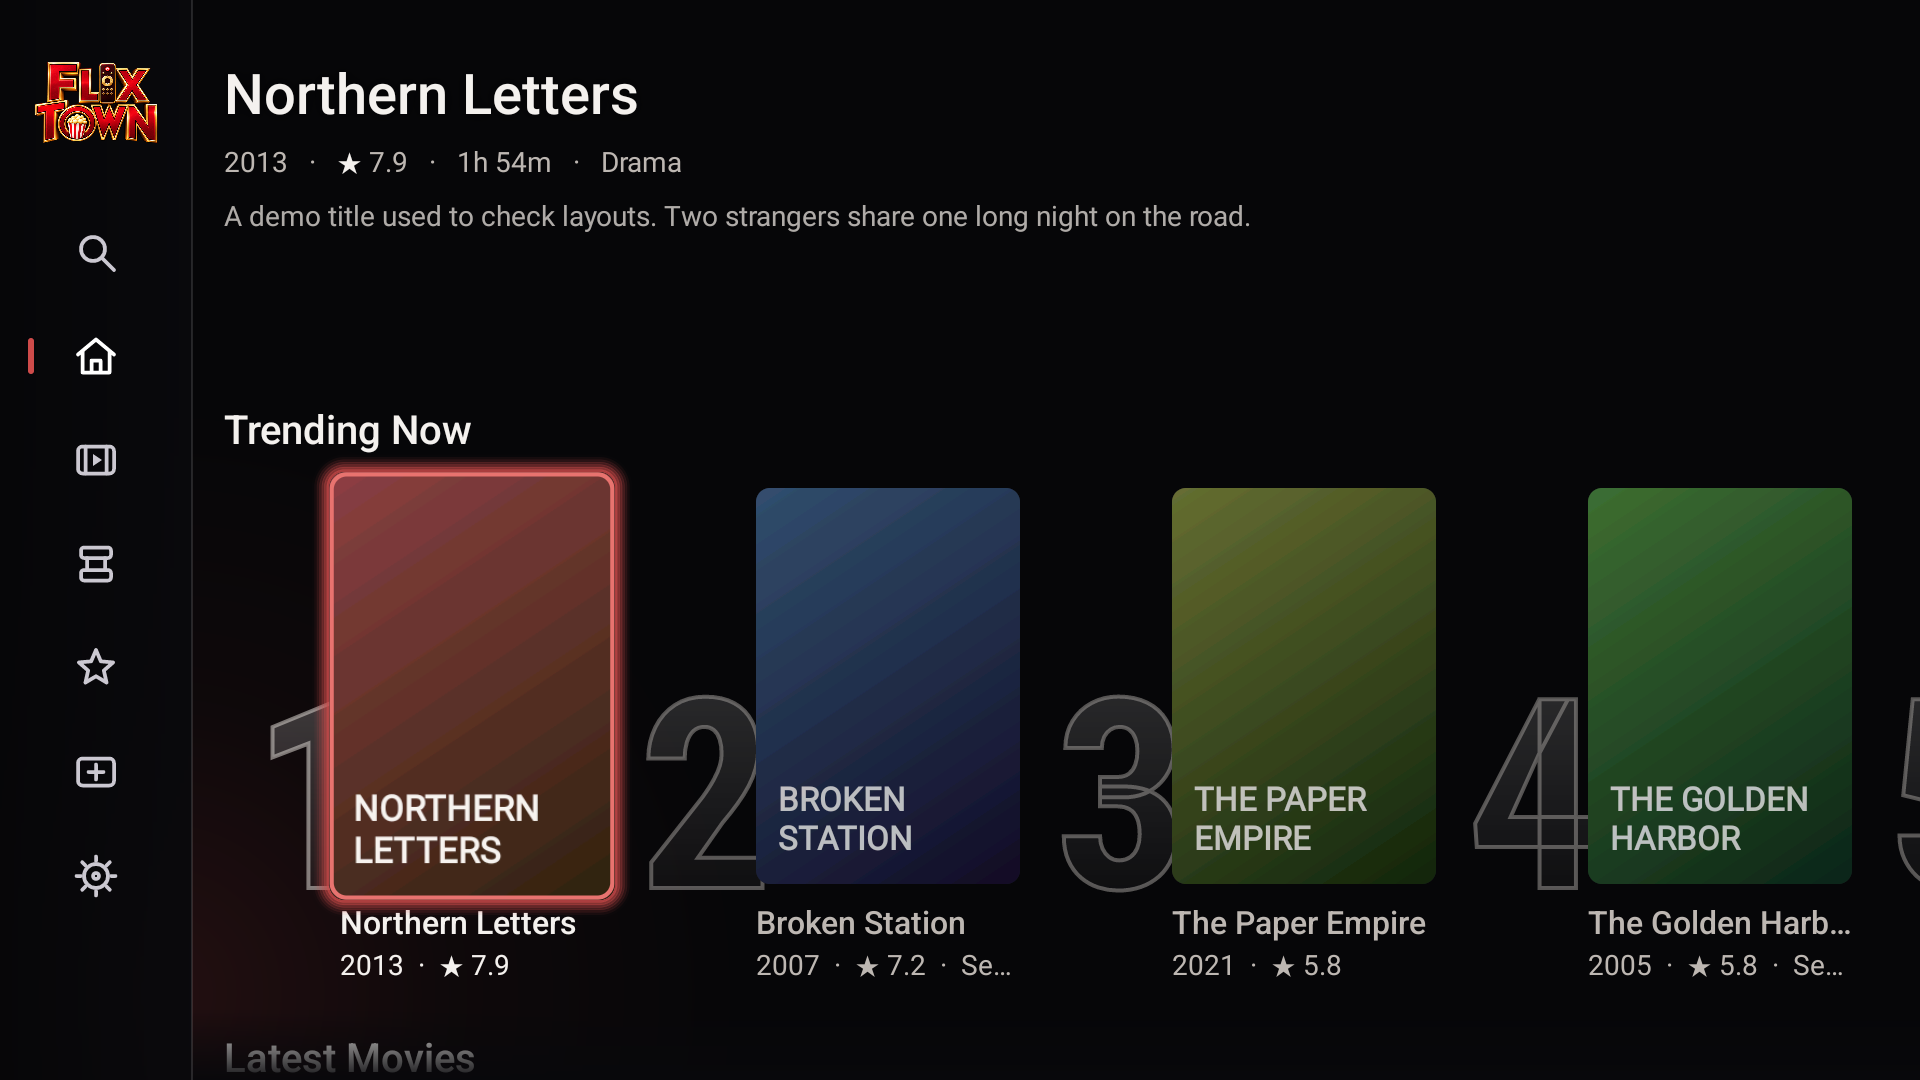 FLIX
TOWN
Northern Letters
2013 · ★ 7.9 · 1h 54m · Drama
A demo title used to check layouts. Two strangers share one long night on the road.
Trending Now
1
NORTHERN
LETTERS
Northern Letters
2013 · ★ 7.9
2
BROKEN
STATION
Broken Station
2007 · ★ 7.2 · Se...
3
THE PAPER
EMPIRE
The Paper Empire
2021 · ★ 5.8
4
THE GOLDEN
HARBOR
The Golden Harb...
2005 · ★ 5.8 · Se...
5
Latest Movies